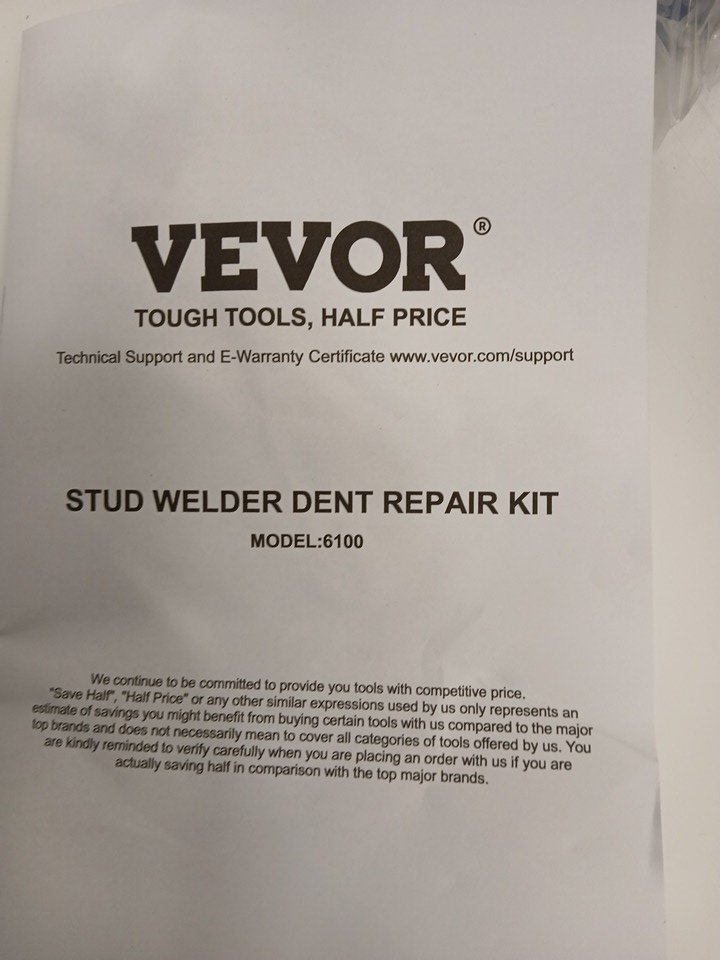 VEVOR®
TOUGH TOOLS, HALF PRICE
Technical Support and E-Warranty Certificate www.vevor.com/support
STUD WELDER DENT REPAIR KIT
MODEL:6100
We continue to be committed to provide you tools with competitive price.
"Save Half", "Half Price" or any other similar expressions used by us only represents an
estimate of savings you might benefit from buying certain tools with us compared to the major
top brands and does not necessarily mean to cover all categories of tools offered by us. You
are kindly reminded to verify carefully when you are placing an order with us if you are
actually saving half in comparison with the top major brands.